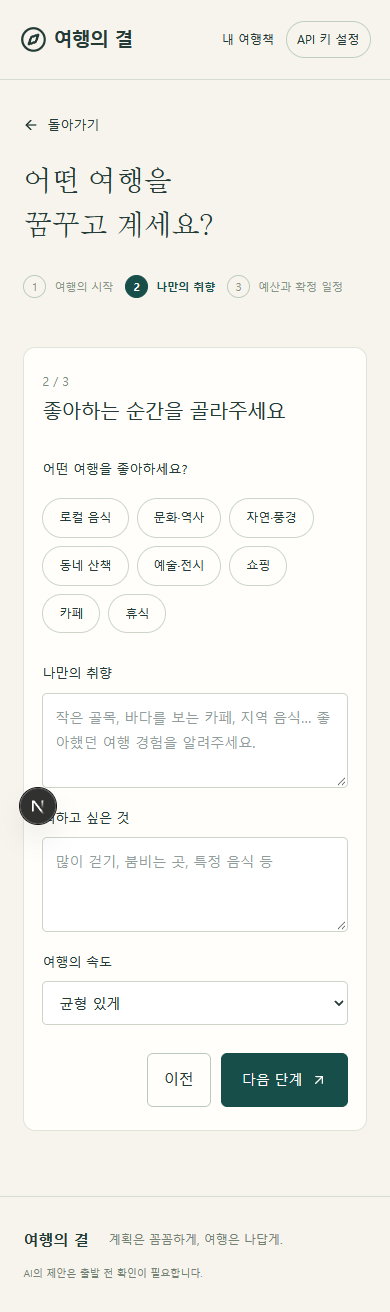 여행의 결
내 여행책
API 키 설정
← 돌아가기
어떤 여행을
꿈꾸고 계세요?
1 여행의 시작 2 나만의 취향 3 예산과 확정 일정
2 / 3
좋아하는 순간을 골라주세요
어떤 여행을 좋아하세요?
로컬 음식 문화·역사 자연·풍경
동네 산책 예술·전시 쇼핑
카페 휴식
나만의 취향
작은 골목, 바다를 보는 카페, 지역 음식... 좋
아했던 여행 경험을 알려주세요.
N
하고 싶은 것
많이 걷기, 붐비는 곳, 특정 음식 등
여행의 속도
균형 있게
이전
다음 단계
여행의 결 계획은 꼼꼼하게, 여행은 나답게.
AI의 제안은 출발 전 확인이 필요합니다.